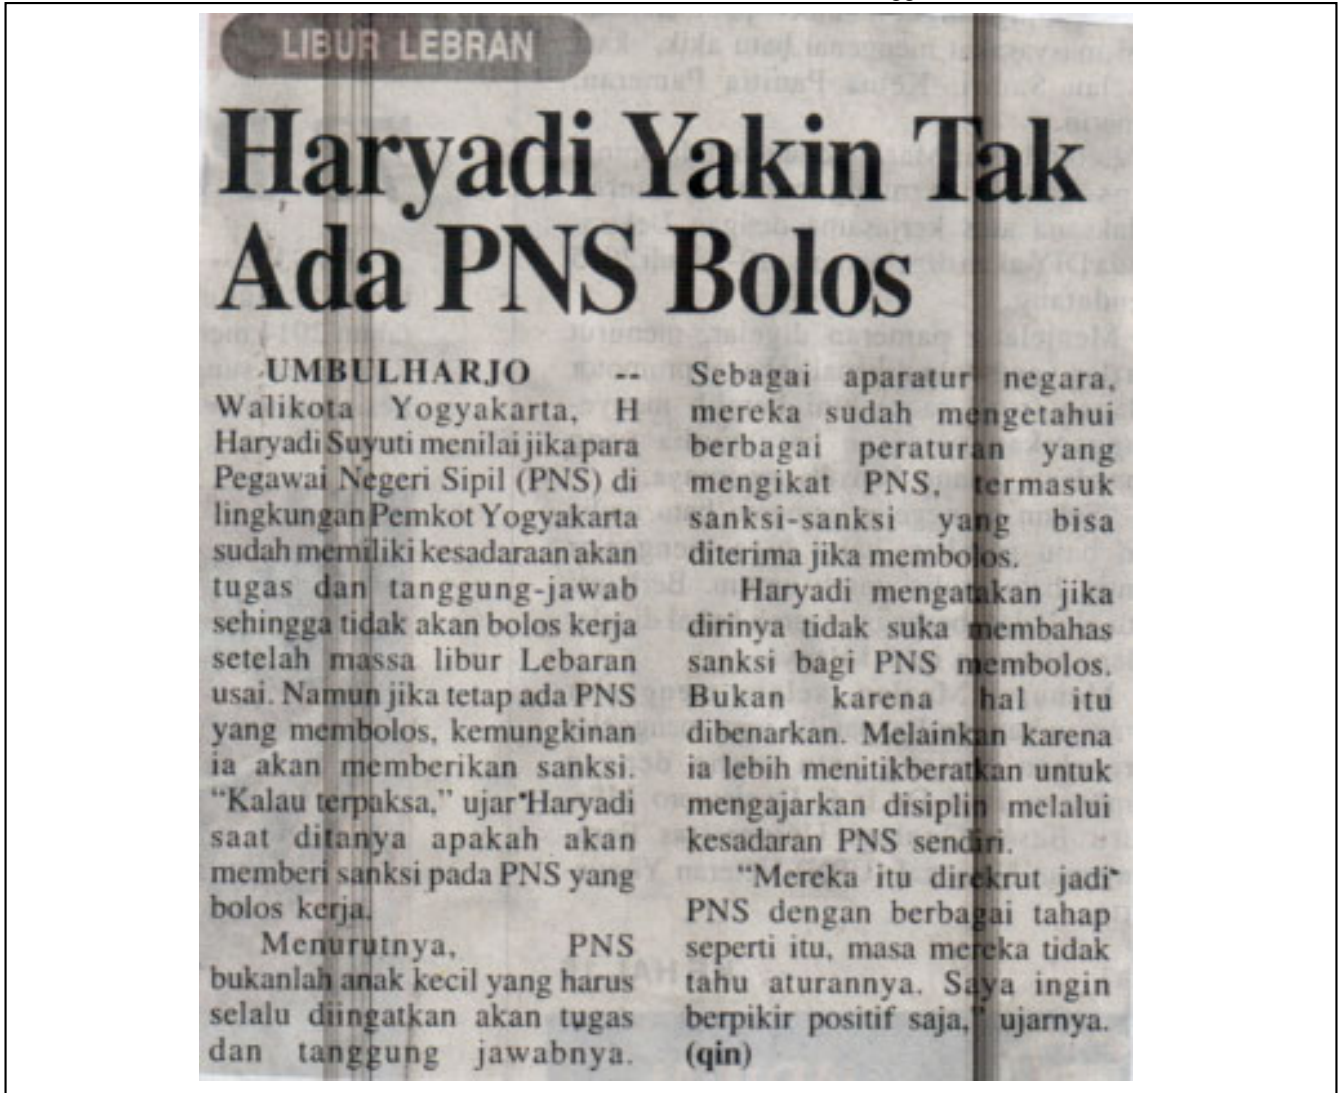 LIBUR LEBRAN
Haryadi Yakin Tak
Ada PNS Bolos
UMBULHARJO --
Walikota Yogyakarta, H
Haryadi Suyuti menilai jika para
Pegawai Negeri Sipil (PNS) di
lingkungan Pemkot Yogyakarta
sudah memiliki kesadaraan akan
tugas dan tanggung-jawab
sehingga tidak akan bolos kerja
setelah massa libur Lebaran
usai. Namun jika tetap ada PNS
yang membolos, kemungkinan
ia akan memberikan sanksi.
“Kalau terpaksa,” ujar Haryadi
saat ditanya apakah akan
memberi sanksi pada PNS yang
bolos kerja.
Menurutnya, PNS
bukanlah anak kecil yang harus
selalu diingatkan akan tugas
dan tanggung jawabnya.
Sebagai aparatur negara,
mereka sudah mengetahui
berbagai peraturan yang
mengikat PNS, termasuk
sanksi-sanksi yang bisa
diterima jika membolos.
Haryadi mengatakan jika
dirinya tidak suka membahas
sanksi bagi PNS membolos.
Bukan karena hal itu
dibenarkan. Melainkan karena
ia lebih menitikberatkan untuk
mengajarkan disiplin melalui
kesadaran PNS sendiri.
“Mereka itu direkrut jadi
PNS dengan berbagai tahap
seperti itu, masa mereka tidak
tahu aturannya. Saya ingin
berpikir positif saja,” ujarnya.
(qin)